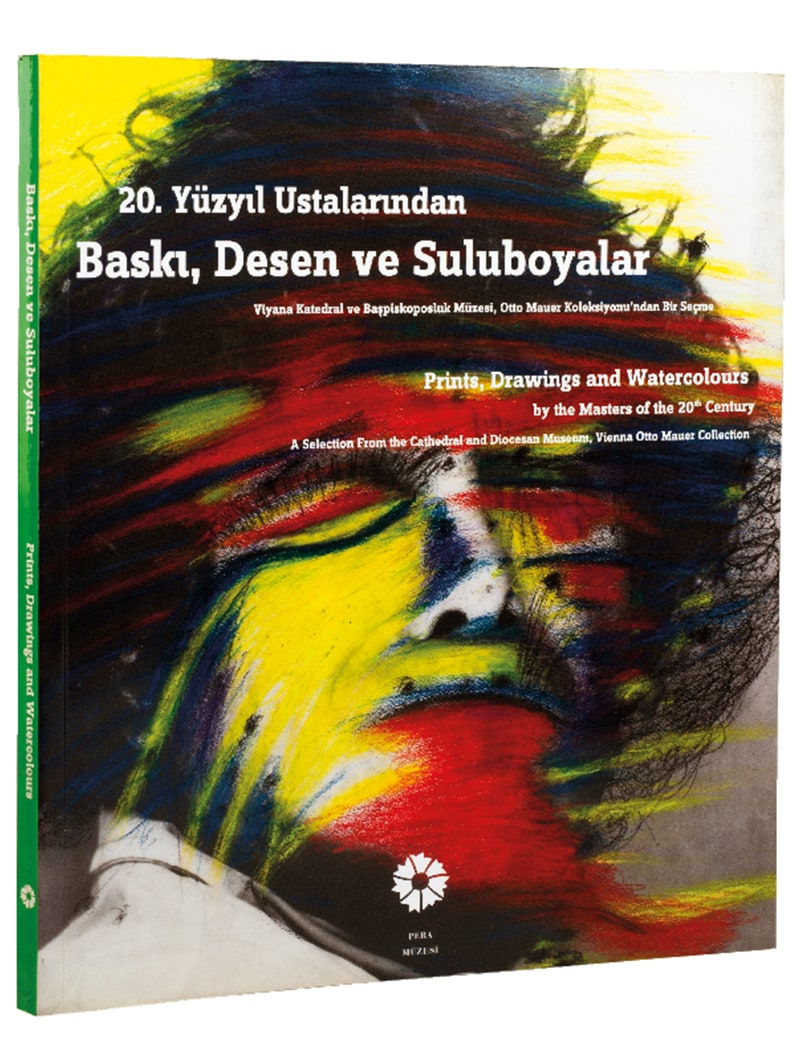 20. Yüzyıl Ustalarından
Baskı, Desen ve Suluboyalar
Viyana Katedral ve Başpiskoposluk Müzesi, Otto Mauer Koleksiyonu'ndan Bir Seçme
Prints, Drawings and Watercolours
by the Masters of the 20th Century
A Selection From the Cathedral and Diocesan Museum, Vienna Otto Mauer Collection
PERA
MÜZESİ
Baskı, Desen ve Suluboyalar
Prints, Drawings and Watercolours